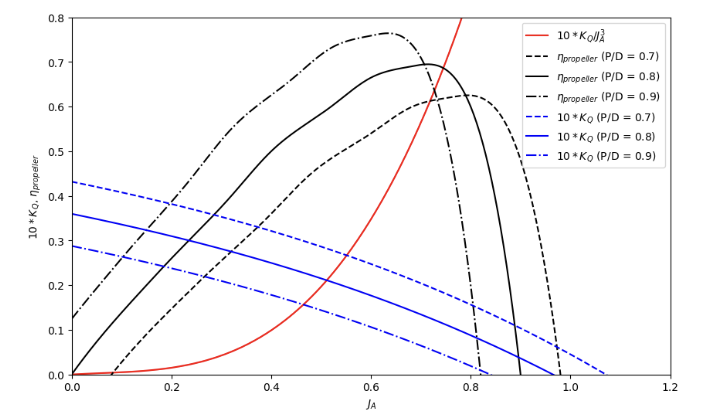 0.8
0.7
0.6
0.5
0.4
0.3
0.2
0.1
0.0
10 * K_Q, η_propeller
0.0 0.2 0.4 0.6 0.8 1.0 1.2
J_A
10 * K_Q/J_A^3
η_propeller (P/D = 0.7)
η_propeller (P/D = 0.8)
η_propeller (P/D = 0.9)
10 * K_Q (P/D = 0.7)
10 * K_Q (P/D = 0.8)
10 * K_Q (P/D = 0.9)